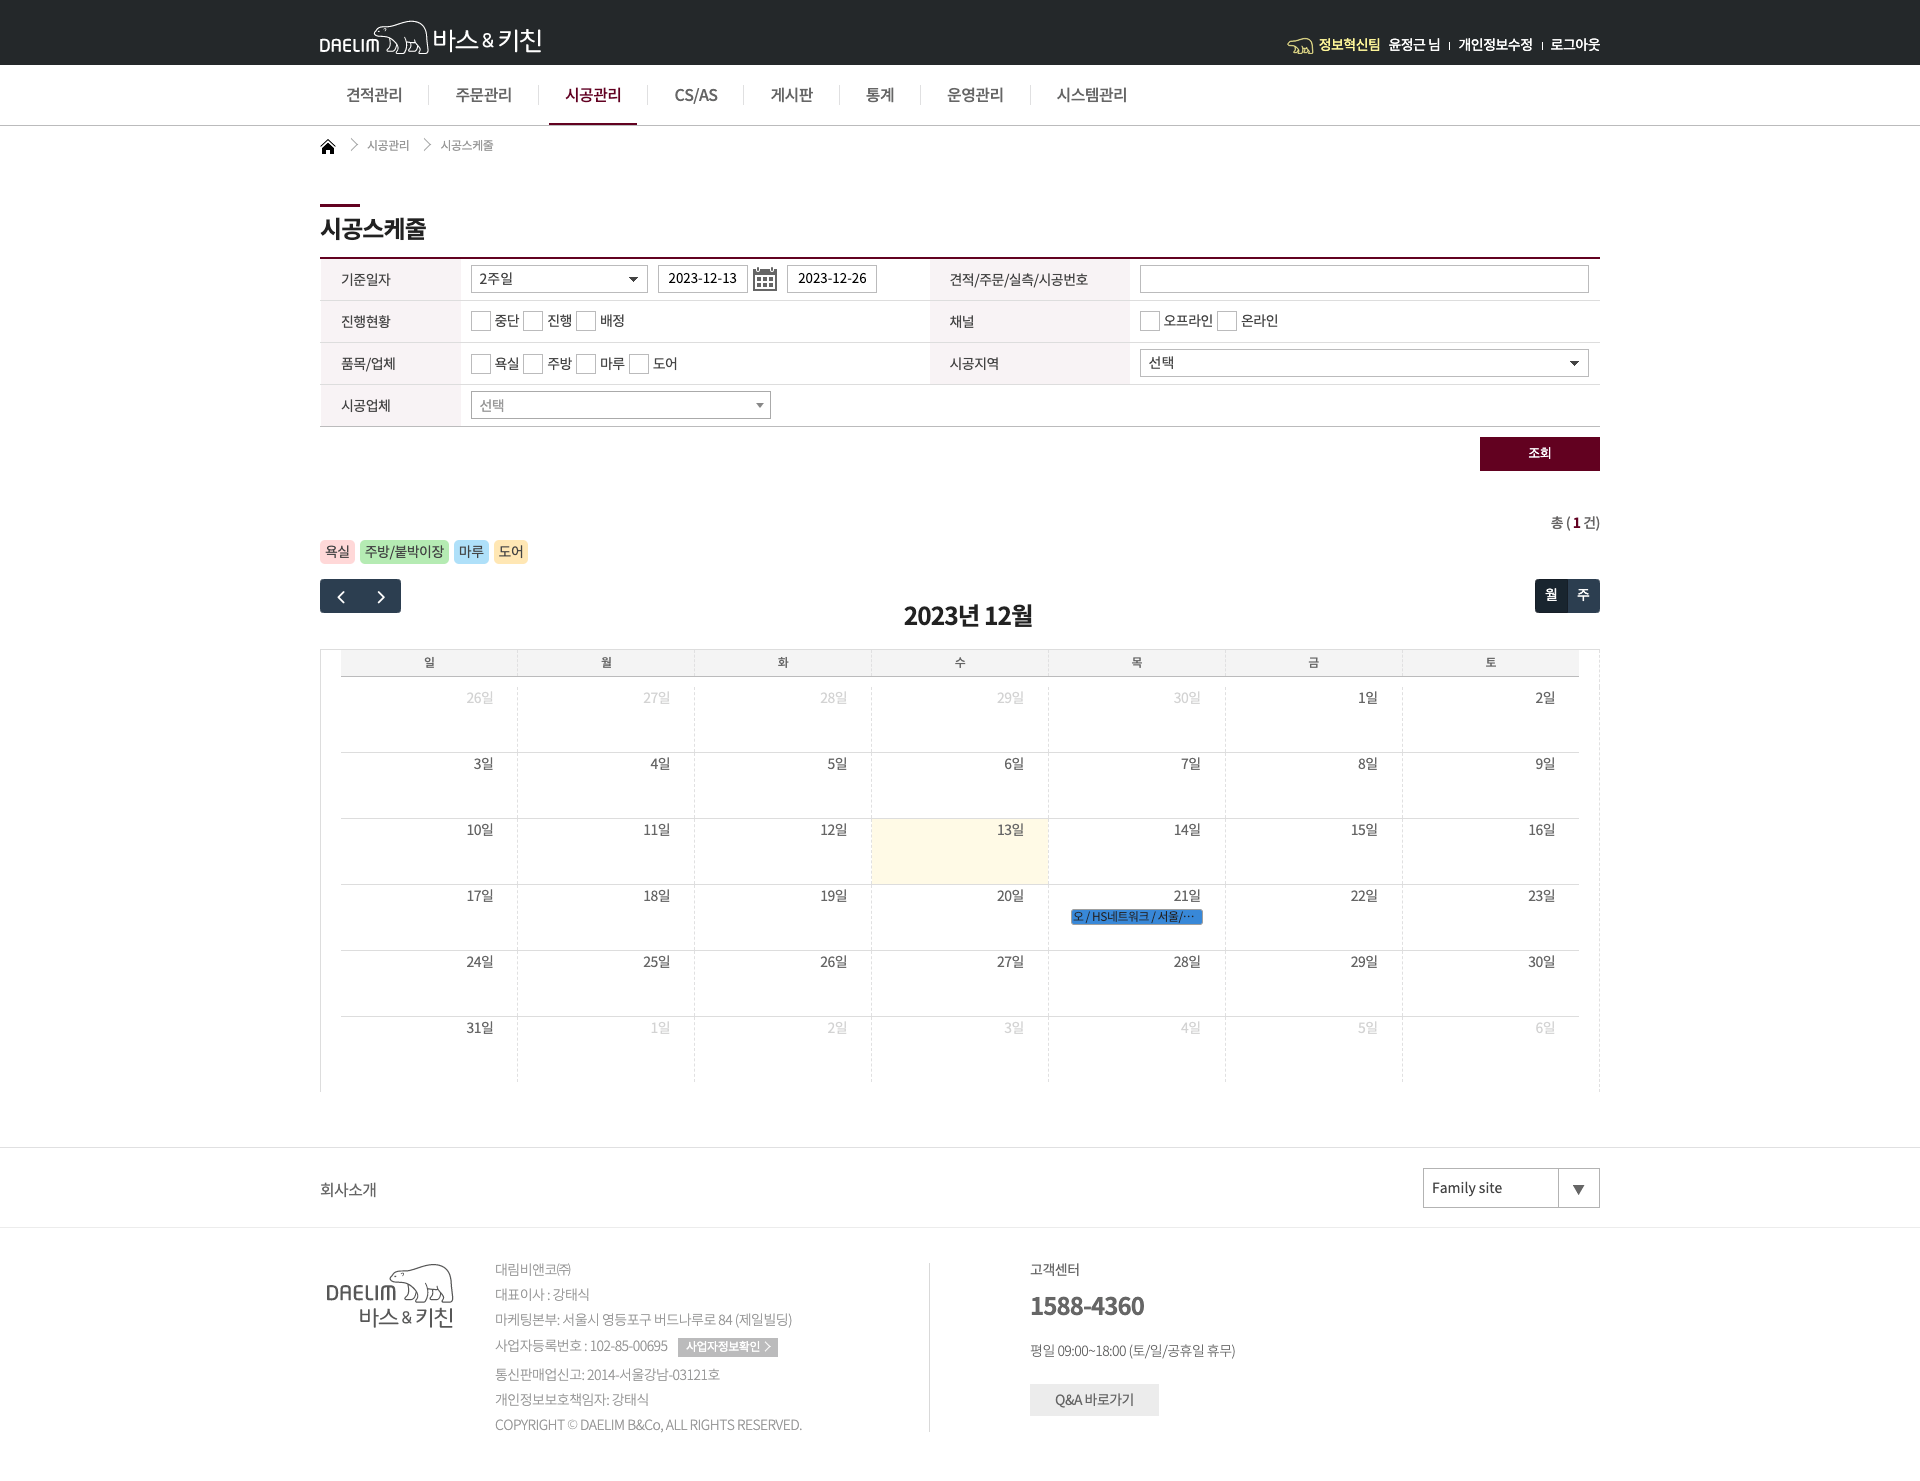 DAELIM 바스&키친
정보혁신팀 윤정근 님 | 개인정보수정 | 로그아웃
견적관리 주문관리 시공관리 CS/AS 게시판 통계 운영관리 시스템관리
시공관리 시공스케줄
시공스케줄
기준일자 2주일 2023-12-13 2023-12-26 견적/주문/실측/시공번호
진행현황 중단 진행 배정 채널 오프라인 온라인
품목/업체 욕실 주방 마루 도어 시공지역 선택
시공업체 선택
조회
총 ( 1 건)
욕실 주방/붙박이장 마루 도어
월 주
2023년 12월
일 월 화 수 목 금 토
26일 27일 28일 29일 30일 1일 2일
3일 4일 5일 6일 7일 8일 9일
10일 11일 12일 13일 14일 15일 16일
17일 18일 19일 20일 21일 22일 23일
오 / HS네트워크 / 서울/…
24일 25일 26일 27일 28일 29일 30일
31일 1일 2일 3일 4일 5일 6일
회사소개
Family site ▼
DAELIM
바스&키친
대림비앤코㈜
대표이사 : 강태식
마케팅본부: 서울시 영등포구 버드나루로 84 (제일빌딩)
사업자등록번호 : 102-85-00695 사업자정보확인 >
통신판매업신고: 2014-서울강남-03121호
개인정보보호책임자: 강태식
COPYRIGHT © DAELIM B&Co, ALL RIGHTS RESERVED.
고객센터
1588-4360
평일 09:00~18:00 (토/일/공휴일 휴무)
Q&A 바로가기